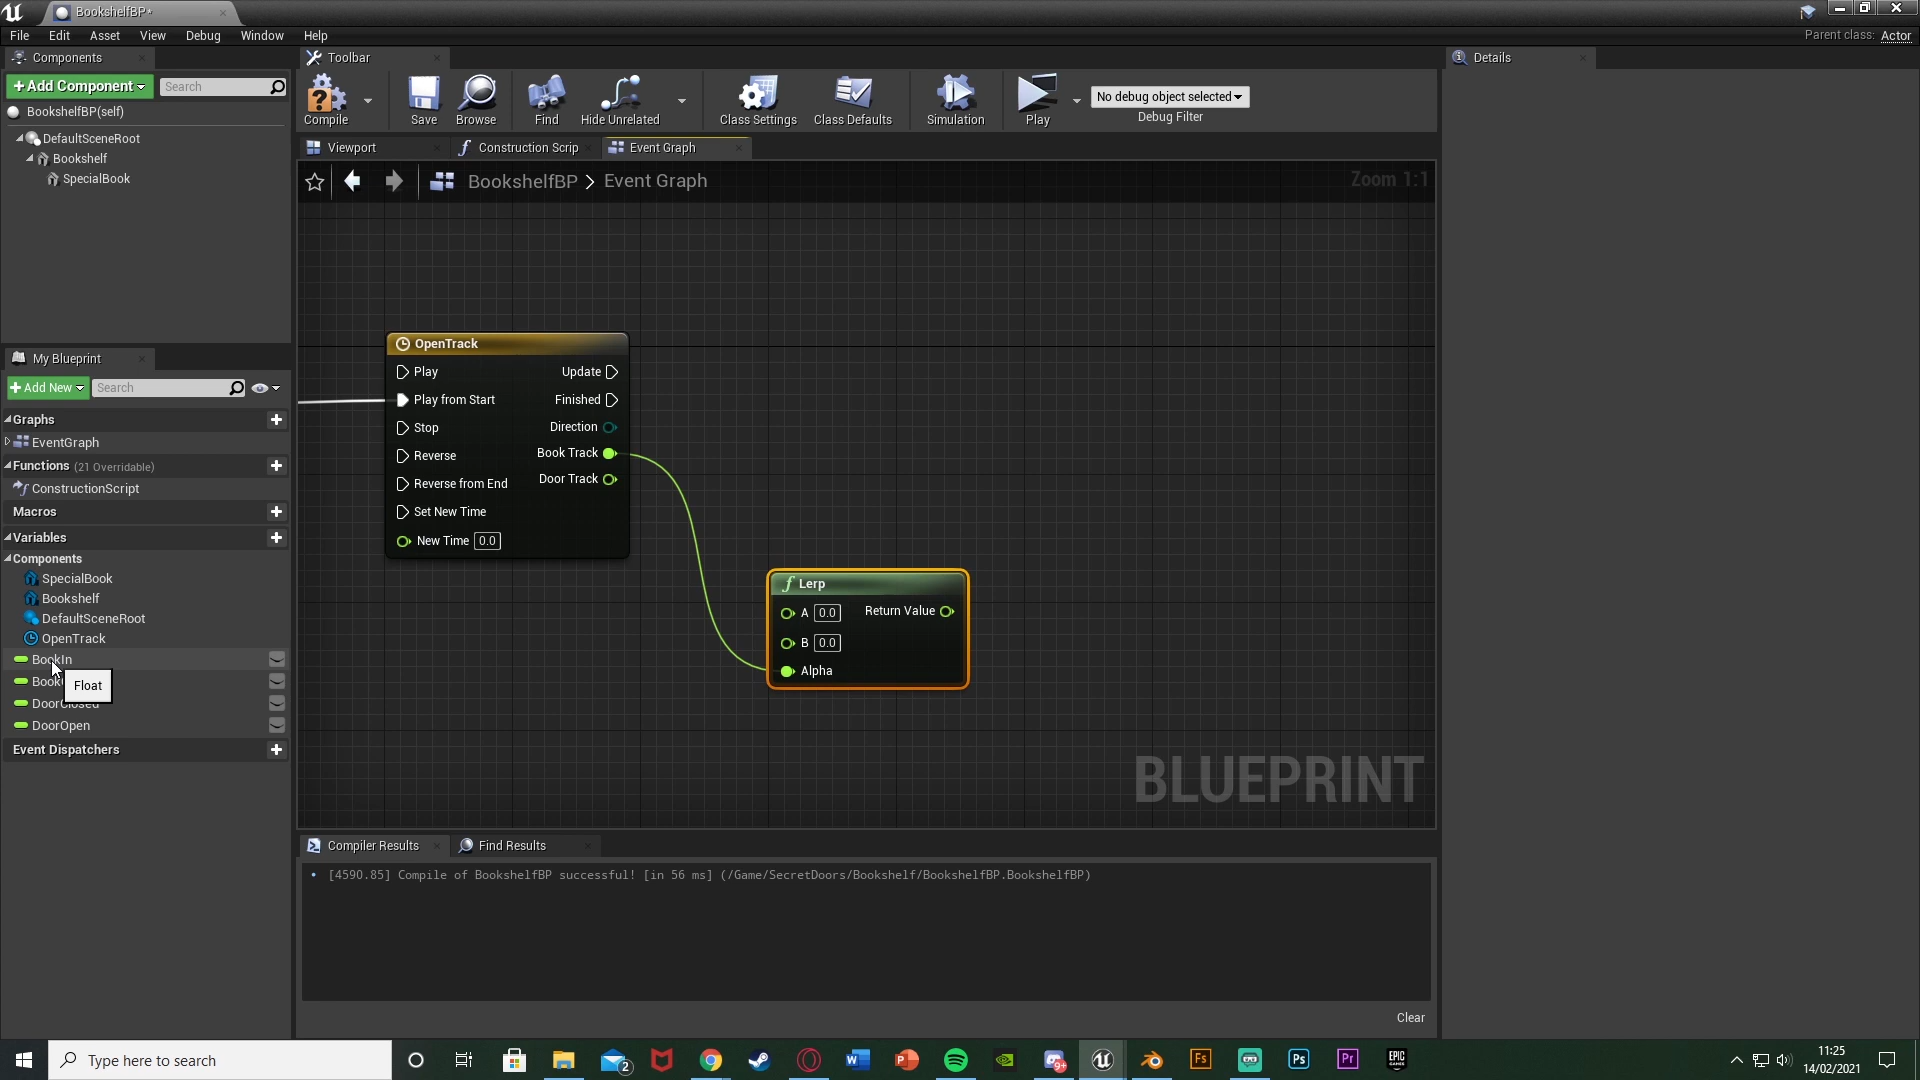 BookshelfBP*
File Edit Asset View Debug Window Help
Parent class: Actor
Components
Toolbar
Details
+Add Component
Search
BookshelfBP(self)
DefaultSceneRoot
Bookshelf
SpecialBook
Compile
Save
Browse
Find
Hide Unrelated
Class Settings
Class Defaults
Simulation
Play
No debug object selected
Debug Filter
Viewport
Construction Scrip
Event Graph
BookshelfBP > Event Graph
Zoom 1:1
My Blueprint
+Add New
Search
Graphs
EventGraph
Functions (21 Overridable)
ConstructionScript
Macros
Variables
Components
SpecialBook
Bookshelf
DefaultSceneRoot
OpenTrack
BookIn
Float
DoorOpen
Event Dispatchers
OpenTrack
Play Update
Play from Start Finished
Stop Direction
Reverse Book Track
Reverse from End Door Track
Set New Time
New Time 0.0
Lerp
A 0.0 Return Value
B 0.0
Alpha
BLUEPRINT
Compiler Results
Find Results
[4590.85] Compile of BookshelfBP successful! [in 56 ms] (/Game/SecretDoors/Bookshelf/BookshelfBP.BookshelfBP)
Clear
Type here to search
2
9+
11:25
14/02/2021